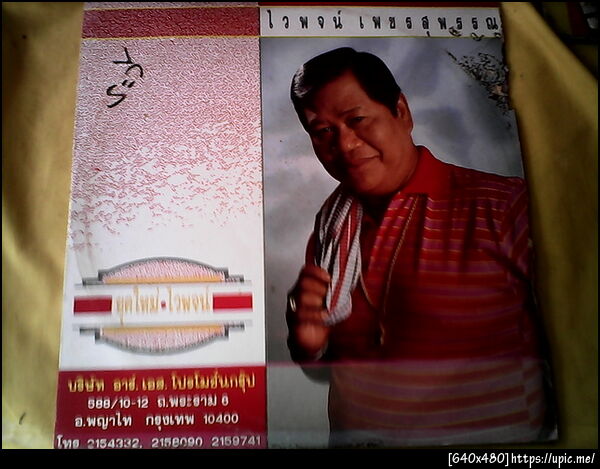 ไวพจน์ เพชรสุพรรณ
ยุคใหม่•ไวพจน์
บริษัท อาร์.เอส.โปรโมชั่นกรุ๊ป
588/10-12 ถ.พระราม 6
อ.พญาไท กรุงเทพ 10400
โทร 2154332, 2158090 2159741
[640x480]https://upic.me/